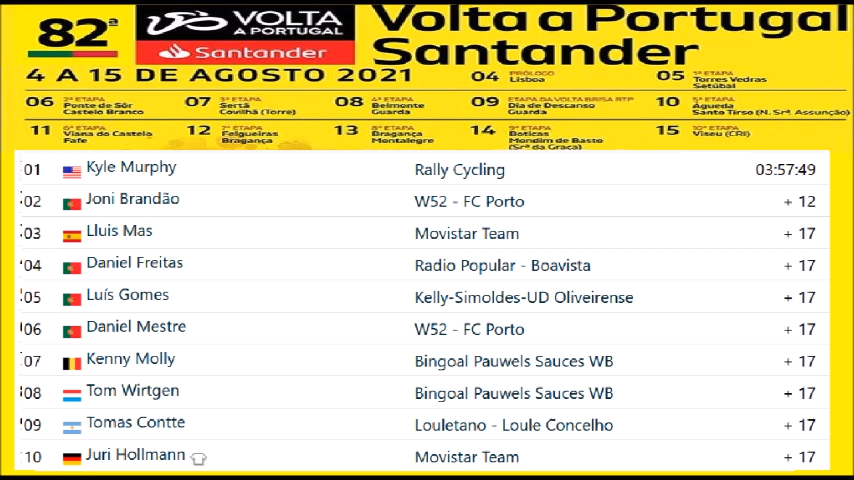 82ª
VOLTA
A PORTUGAL
Santander
Volta a Portugal
Santander
4 A 15 DE AGOSTO 2021
04 PRÓLOGO
Lisboa
05 1ª ETAPA
Torres Vedras
Setúbal
06 2ª ETAPA
Ponte de Sôr
Castelo Branco
07 3ª ETAPA
Sertã
Covilhã (Torre)
08 4ª ETAPA
Belmonte
Guarda
09 ETAPA DA VOLTA BRISA RTP
Dia de Descanso
Guarda
10 5ª ETAPA
Águeda
Santo Tirso (N. Srª. Assunção)
11 6ª ETAPA
Viana do Castelo
Fafe
12 7ª ETAPA
Felgueiras
Bragança
13 8ª ETAPA
Bragança
Montalegre
14 9ª ETAPA
Boticas
Mondim de Basto
(Srª da Graça)
15 10ª ETAPA
Viseu (CRI)
01 Kyle Murphy Rally Cycling 03:57:49
02 Joni Brandão W52 - FC Porto + 12
03 Lluis Mas Movistar Team + 17
04 Daniel Freitas Radio Popular - Boavista + 17
05 Luís Gomes Kelly-Simoldes-UD Oliveirense + 17
06 Daniel Mestre W52 - FC Porto + 17
07 Kenny Molly Bingoal Pauwels Sauces WB + 17
08 Tom Wirtgen Bingoal Pauwels Sauces WB + 17
09 Tomas Contte Louletano - Loule Concelho + 17
10 Juri Hollmann Movistar Team + 17